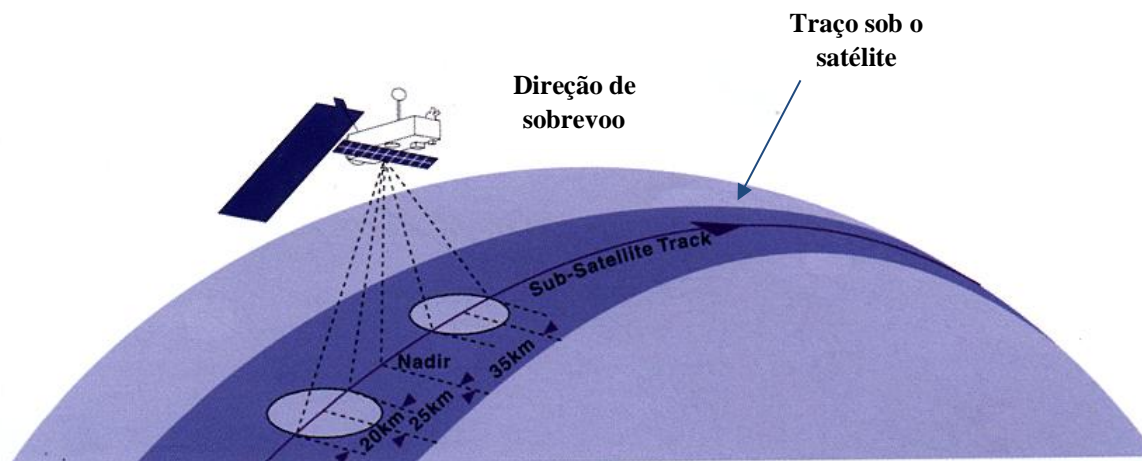 Traço sob o
satélite
Direção de
sobrevoo
Sub-Satellite Track
Nadir
35km
25km
20km